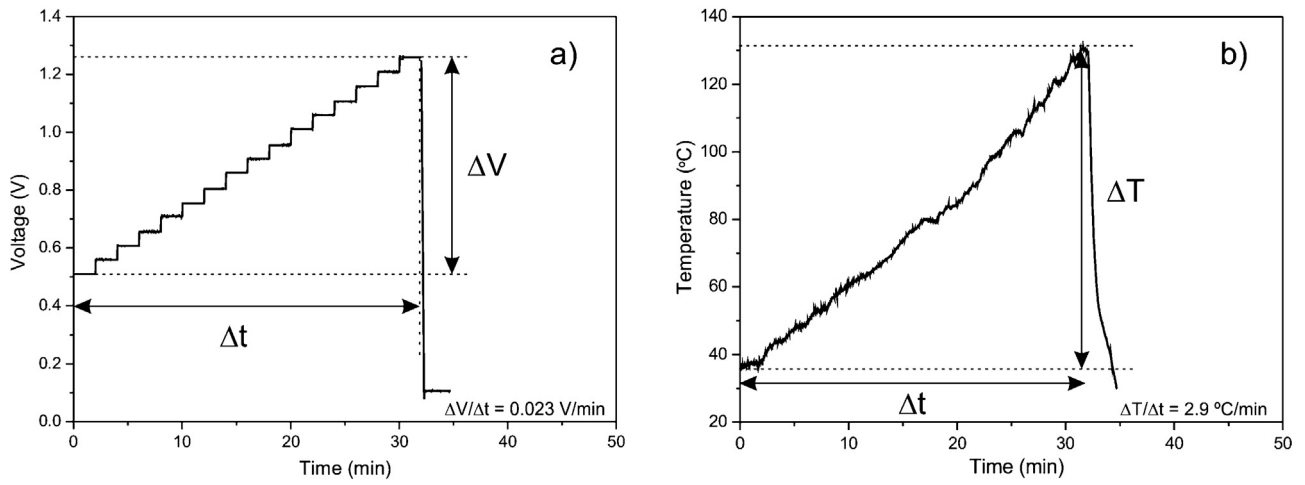 1.4
1.2
1.0
0.8
0.6
0.4
0.2
0.0
Voltage (V)
a)
ΔV
Δt
ΔV/Δt = 0.023 V/min
0 10 20 30 40 50
Time (min)
140
120
100
80
60
40
20
Temperature (ºC)
b)
ΔT
Δt
ΔT/Δt = 2.9 ºC/min
0 10 20 30 40 50
Time (min)